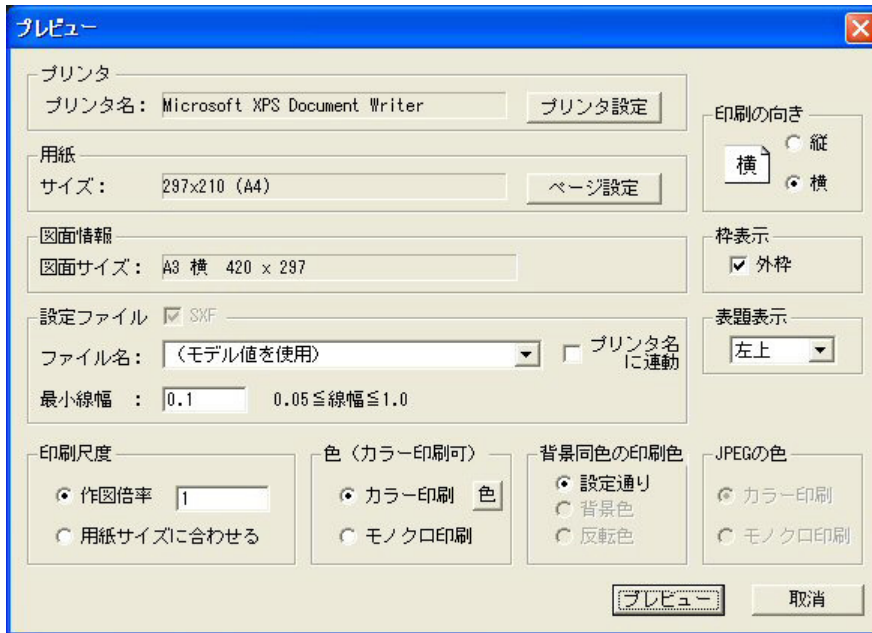 プレビュー
プリンタ
プリンタ名： Microsoft XPS Document Writer プリンタ設定
用紙
サイズ： 297x210 (A4) ページ設定
印刷の向き
横 縦
横
図面情報
図面サイズ： A3 横 420 x 297
枠表示
外枠
設定ファイル SXF
ファイル名： （モデル値を使用） プリンタ名
に連動
最小線幅 ： 0.1 0.05≦線幅≦1.0
表題表示
左上
印刷尺度
作図倍率 1
用紙サイズに合わせる
色（カラー印刷可）
カラー印刷 色
モノクロ印刷
背景同色の印刷色
設定通り
背景色
反転色
JPEGの色
カラー印刷
モノクロ印刷
プレビュー 取消